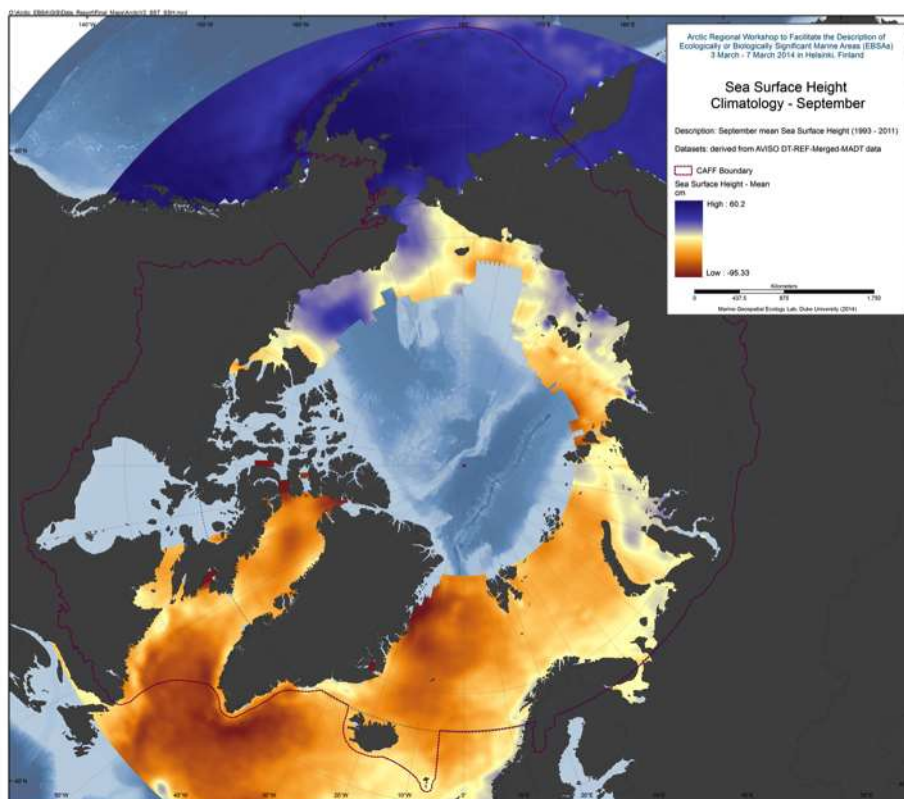 Arctic Regional Workshop to Facilitate the Description of
Ecologically or Biologically Significant Marine Areas (EBSAs)
3 March - 7 March 2014 in Helsinki, Finland
Sea Surface Height
Climatology - September
Description: September mean Sea Surface Height (1993 - 2011)
Datasets: derived from AVISO DT-REF-Merged-MADT data
CAFF Boundary
Sea Surface Height - Mean
cm
High : 60.2
Low : -95.33
Kilometers
0 437.5 875 1,750
Marine Geospatial Ecology Lab, Duke University (2014)